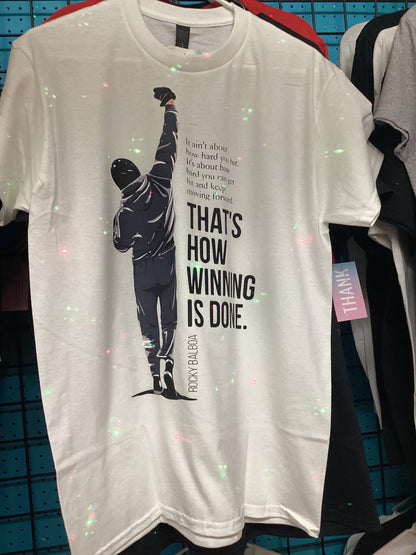 It ain't about
how hard you hit.
It's about how
hard you can get
hit and keep
moving forward.
THAT'S
HOW
WINNING
IS DONE.
ROCKY BALBOA
THANK